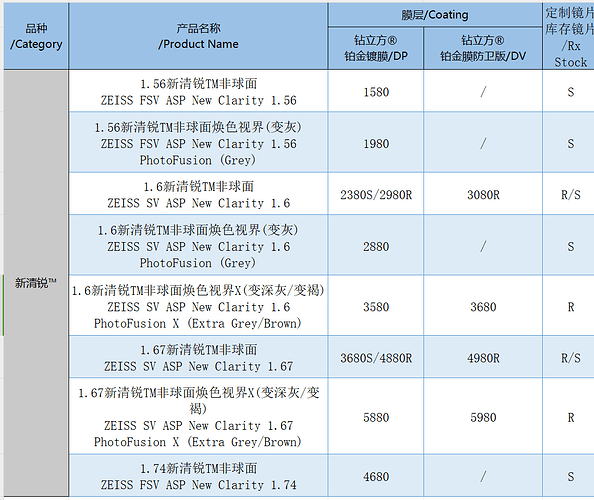 品种
/Category
产品名称
/Product Name
膜层/Coating
钻立方®
铂金镀膜/DP
钻立方®
铂金膜防卫版/DV
定制镜片
库存镜片
/Rx
Stock
新清锐™
1.56新清锐TM非球面
ZEISS FSV ASP New Clarity 1.56
1580
/
S
1.56新清锐TM非球面焕色视界(变灰)
ZEISS FSV ASP New Clarity 1.56
PhotoFusion (Grey)
1980
/
S
1.6新清锐TM非球面
ZEISS SV ASP New Clarity 1.6
2380S/2980R
3080R
R/S
1.6新清锐TM非球面焕色视界(变灰)
ZEISS SV ASP New Clarity 1.6
PhotoFusion (Grey)
2880
/
S
1.6新清锐TM非球面焕色视界X(变深灰/变褐)
ZEISS SV ASP New Clarity 1.6
PhotoFusion X (Extra Grey/Brown)
3580
3680
R
1.67新清锐TM非球面
ZEISS SV ASP New Clarity 1.67
3680S/4880R
4980R
R/S
1.67新清锐TM非球面焕色视界X(变深灰/变
褐)
ZEISS SV ASP New Clarity 1.67
PhotoFusion X (Extra Grey/Brown)
5880
5980
R
1.74新清锐TM非球面
ZEISS FSV ASP New Clarity 1.74
4680
/
S